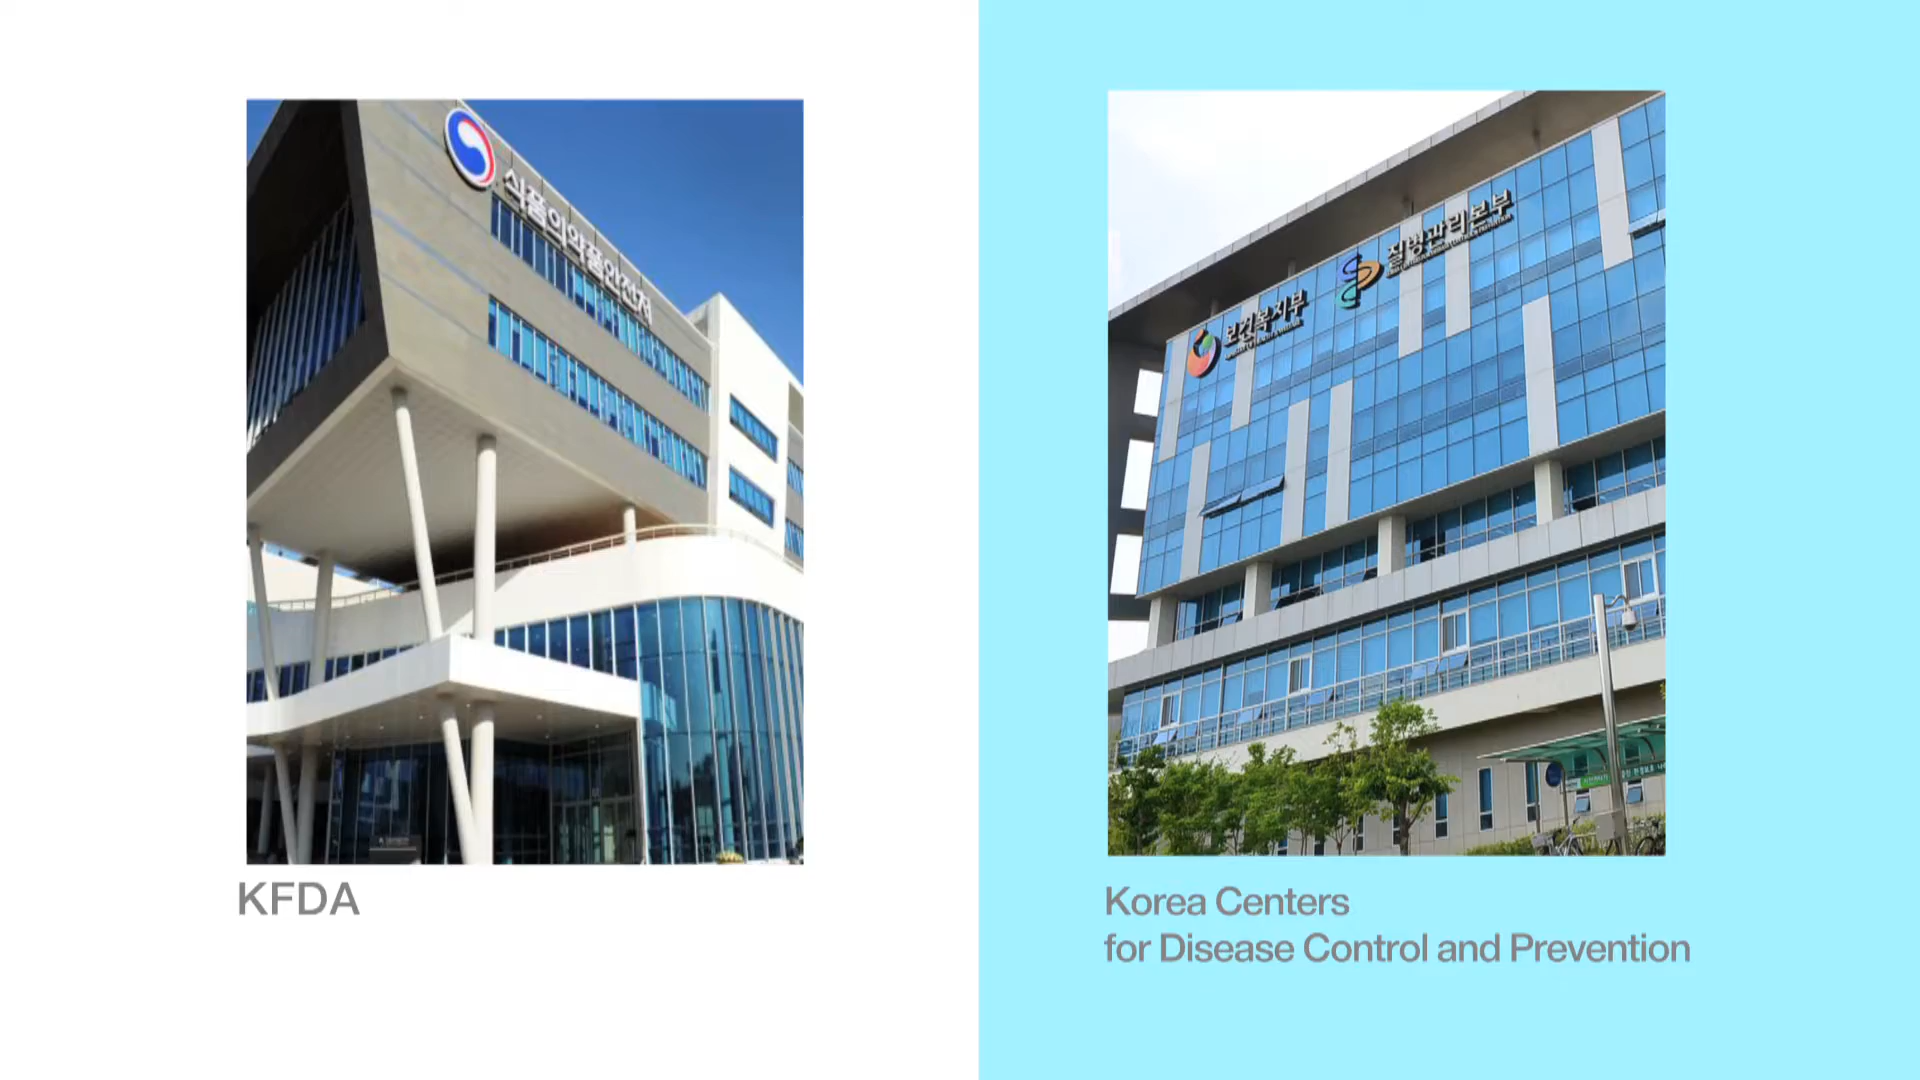 식품의약품안전처
KFDA
보건복지부
질병관리본부
Korea Centers
for Disease Control and Prevention